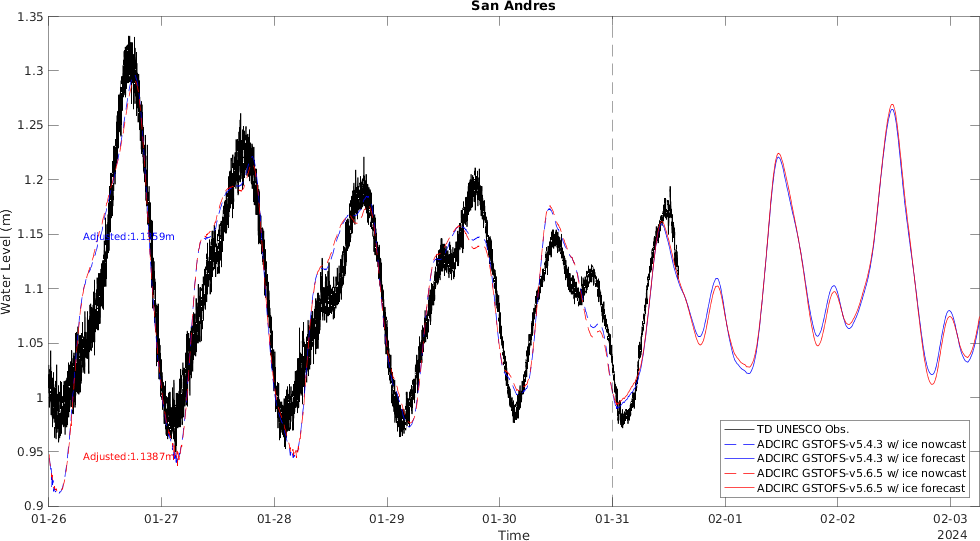 San Andres
Water Level (m)
1.35
1.3
1.25
1.2
1.15
1.1
1.05
1
0.95
0.9
Adjusted:1.1359m
Adjusted:1.1387m
TD UNESCO Obs.
ADCIRC GSTOFS-v5.4.3 w/ ice nowcast
ADCIRC GSTOFS-v5.4.3 w/ ice forecast
ADCIRC GSTOFS-v5.6.5 w/ ice nowcast
ADCIRC GSTOFS-v5.6.5 w/ ice forecast
01-26 01-27 01-28 01-29 01-30 01-31 02-01 02-02 02-03
2024
Time